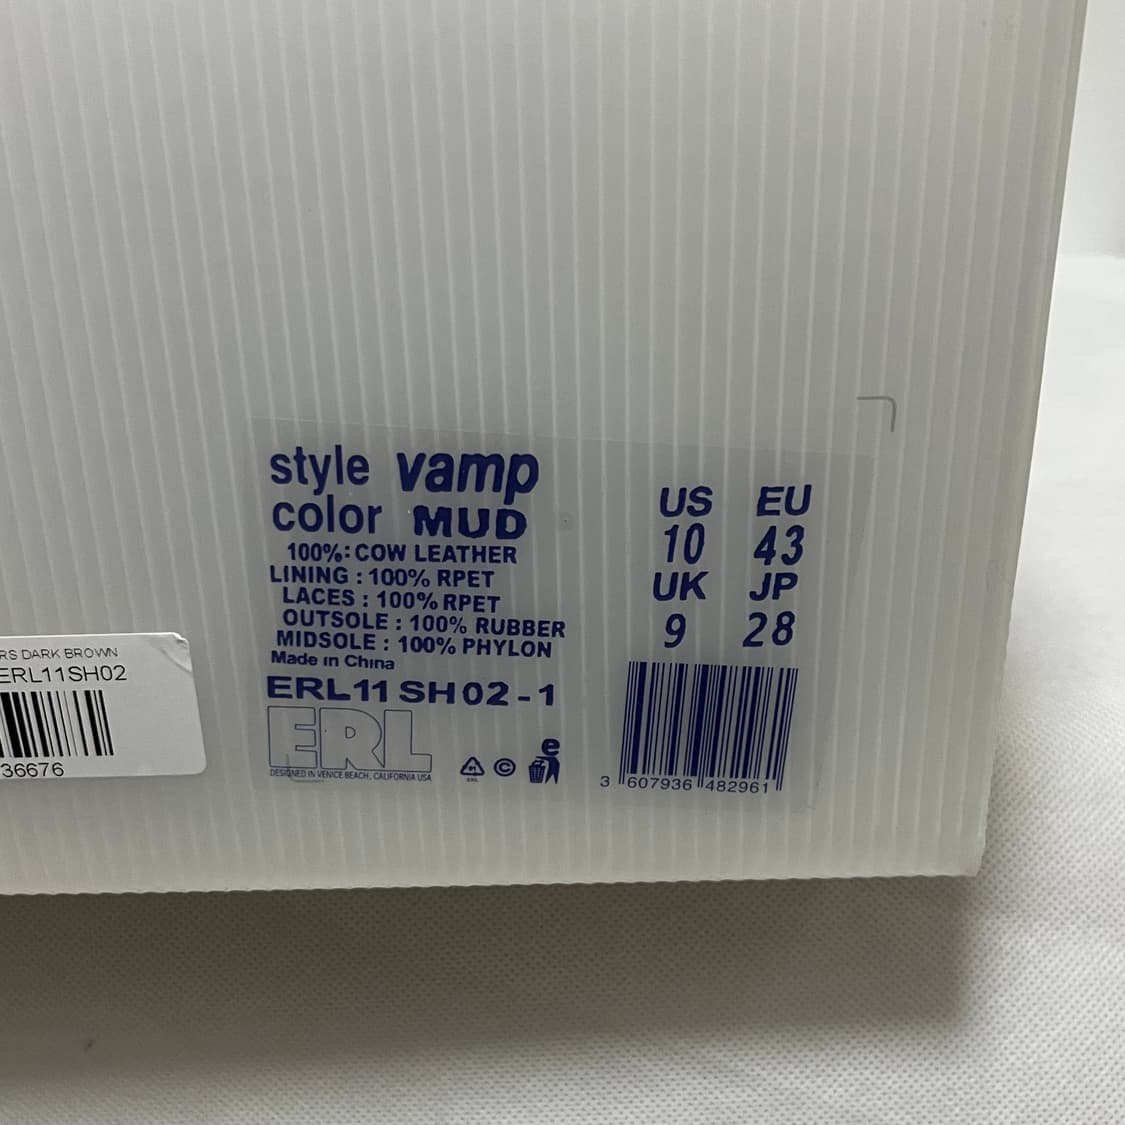 style vamp
color MUD
100%: COW LEATHER
LINING : 100% RPET
LACES : 100% RPET
OUTSOLE : 100% RUBBER
MIDSOLE : 100% PHYLON
Made in China
ERL11SH02-1
ERL
DESIGNED IN VENICE BEACH, CALIFORNIA USA
US EU
10 43
UK JP
9 28
3 607936 482961
RS DARK BROWN
ERL11SH02
36676